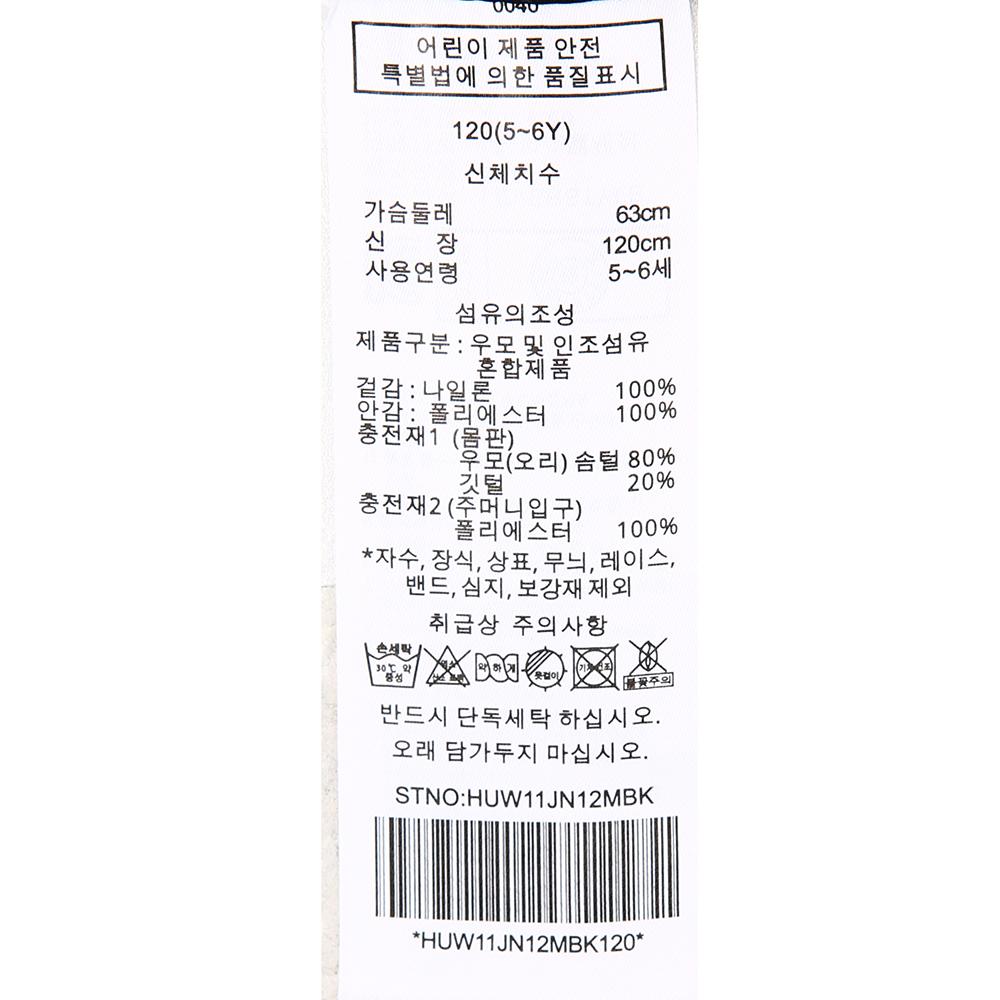 0040
어린이 제품 안전
특별법에 의한 품질표시
120(5~6Y)
신체치수
가슴둘레 63cm
신 장 120cm
사용연령 5~6세
섬유의조성
제품구분 : 우모 및 인조섬유
혼합제품
겉감 : 나일론 100%
안감 : 폴리에스터 100%
충전재1 (몸판)
우모(오리) 솜털 80%
깃털 20%
충전재2 (주머니입구)
폴리에스터 100%
*자수, 장식, 상표, 무늬, 레이스,
밴드, 심지, 보강재 제외
취급상 주의사항
손세탁
30℃ 약
중성
약하게
옷걸이
불꽃주의
반드시 단독세탁 하십시오.
오래 담가두지 마십시오.
STNO:HUW11JN12MBK
*HUW11JN12MBK120*